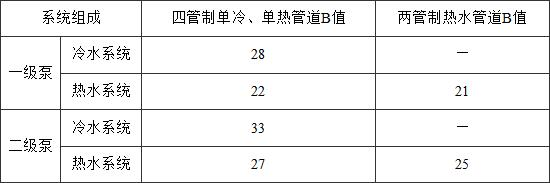 系统组成 四管制单冷、单热管道B值 两管制热水管道B值
一级泵 冷水系统 28 —
热水系统 22 21
二级泵 冷水系统 33 —
热水系统 27 25